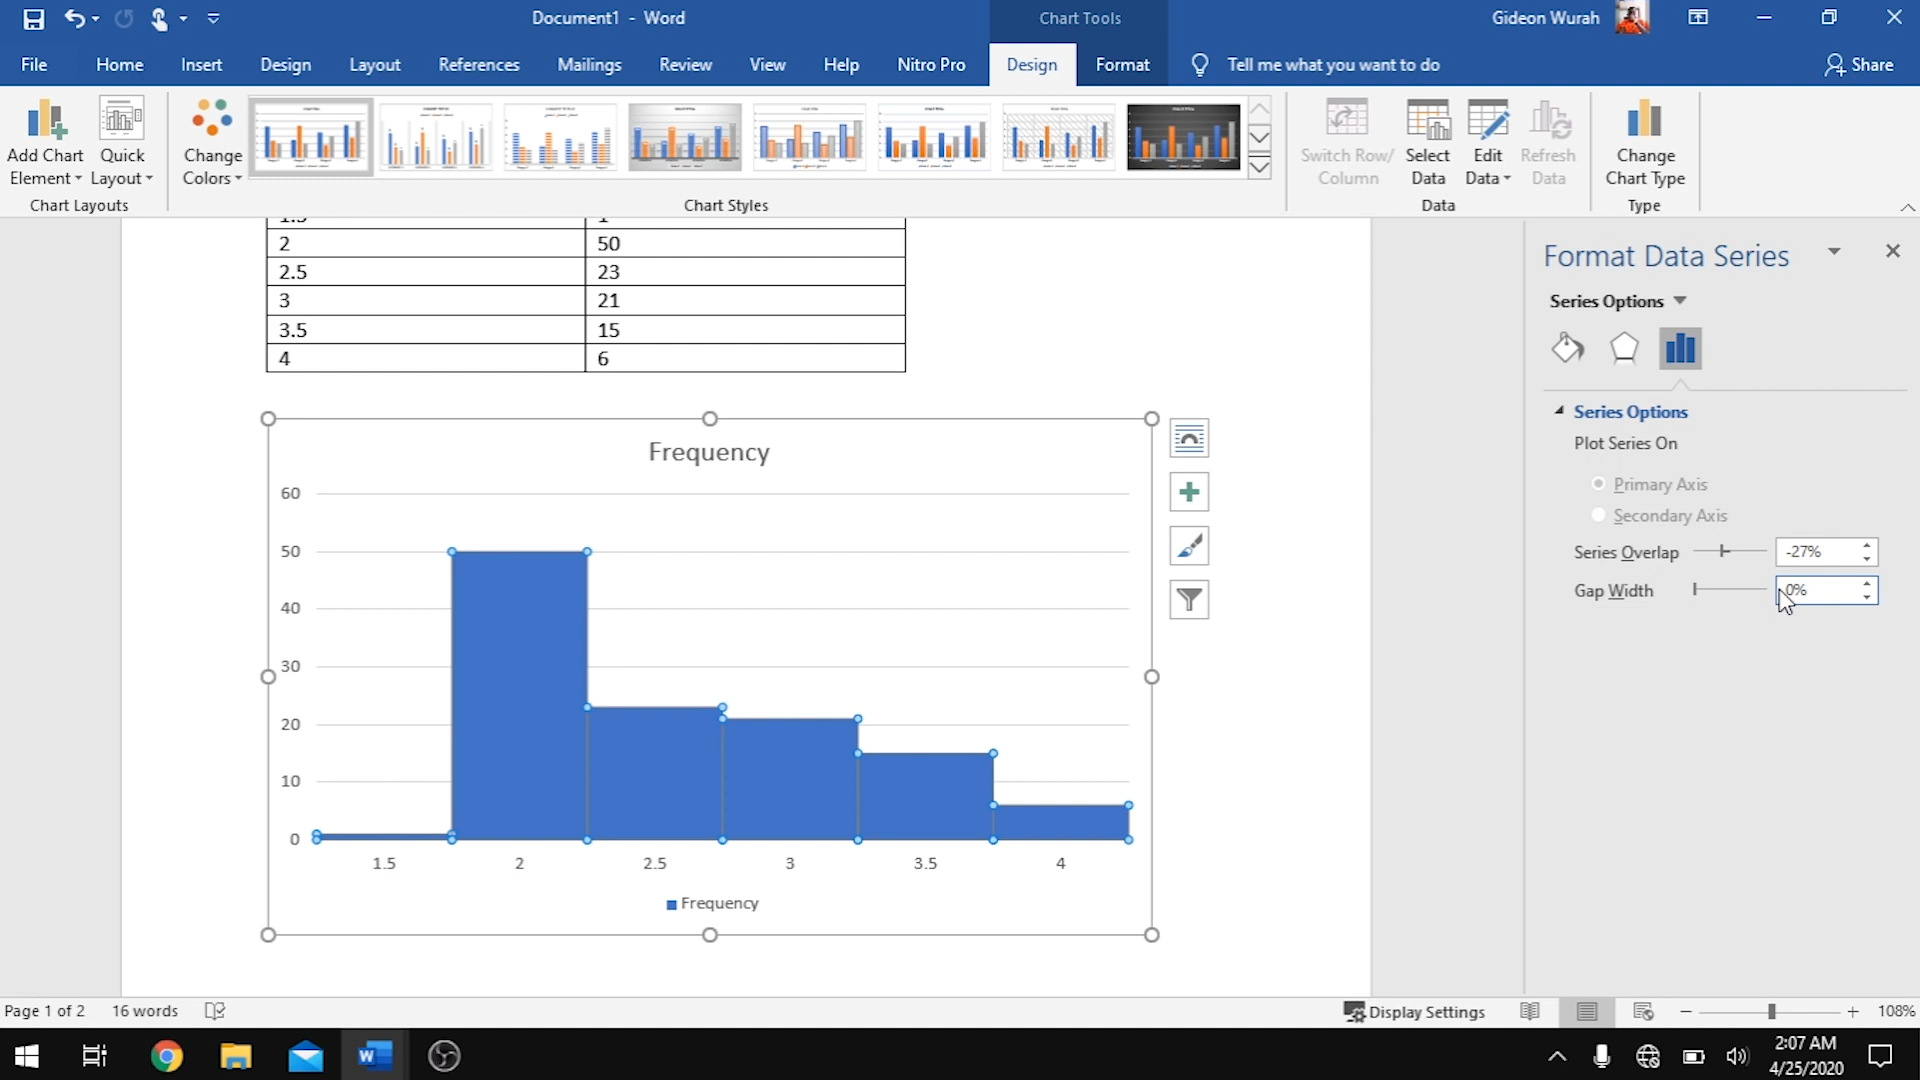 Document1 - Word
Chart Tools
Gideon Wurah
File Home Insert Design Layout References Mailings Review View Help Nitro Pro Design Format Tell me what you want to do Share
Add Chart Element
Quick Layout
Chart Layouts
Change Colors
Chart Styles
Switch Row/ Column
Select Data
Edit Data
Refresh Data
Data
Change Chart Type
Type
1.5 1
2 50
2.5 23
3 21
3.5 15
4 6
Frequency
60
50
40
30
20
10
0
1.5 2 2.5 3 3.5 4
Frequency
Format Data Series
Series Options
Series Options
Plot Series On
Primary Axis
Secondary Axis
Series Overlap -27%
Gap Width 0%
Page 1 of 2 16 words
Display Settings
108%
2:07 AM
4/25/2020